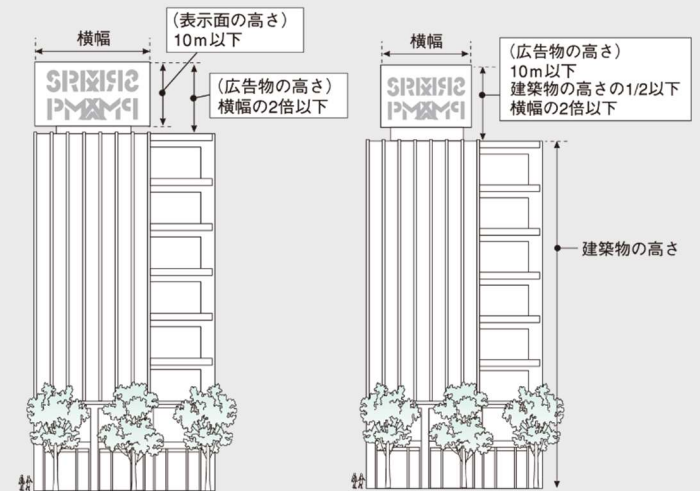 横幅
(表示面の高さ)
10m以下
(広告物の高さ)
横幅の2倍以下
横幅
(広告物の高さ)
10m以下
建築物の高さの1/2以下
横幅の2倍以下
建築物の高さ